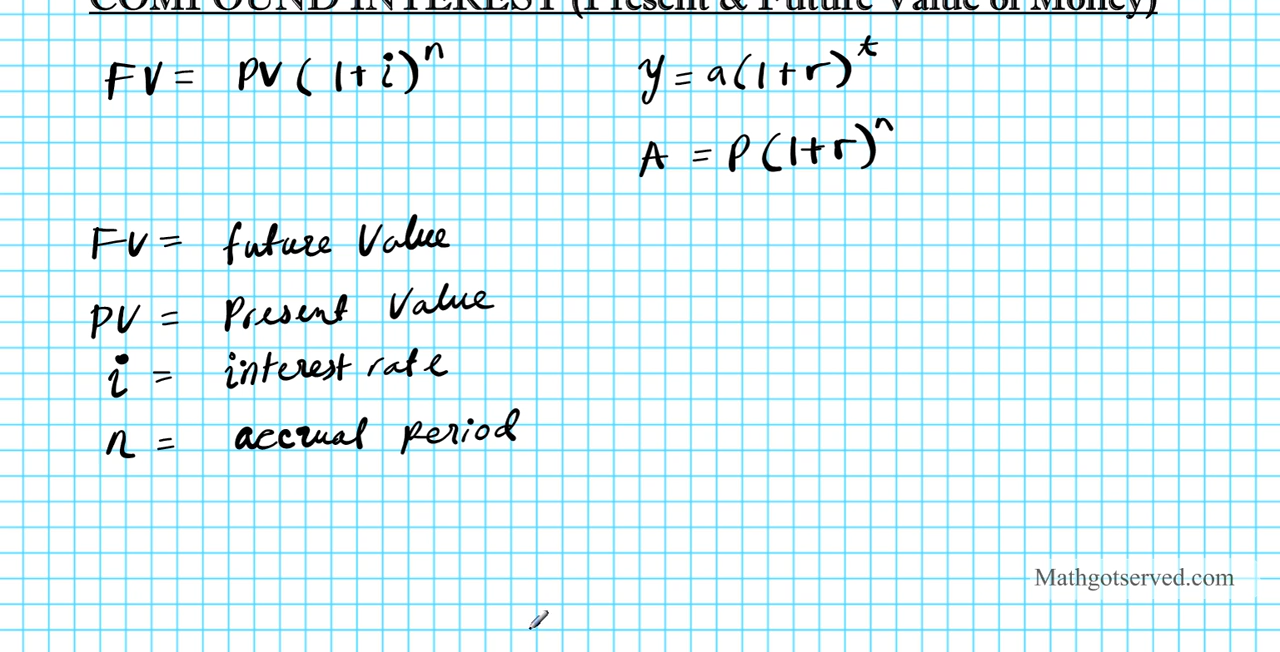 COMPOUND INTEREST (Present & Future Value of Money)
FV = PV(1+i)^n
y = a(1+r)^t
A = P(1+r)^n
FV = future Value
PV = Present Value
i = interest rate
n = accrual period
Mathgotserved.com